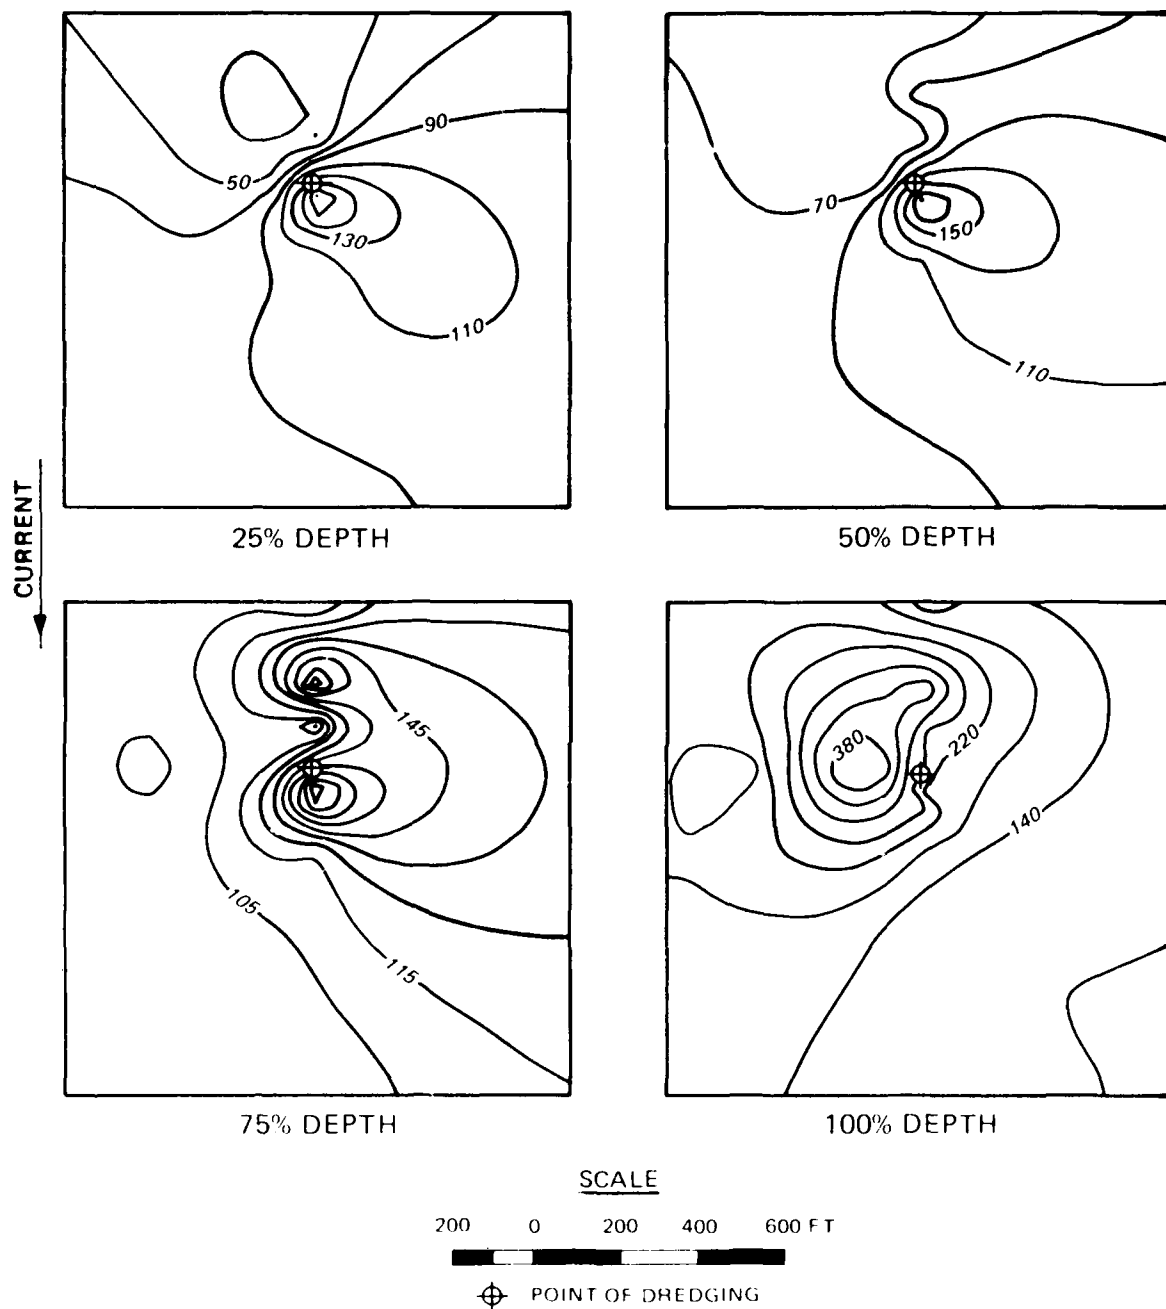 90
50
130
110
25% DEPTH
70
150
110
50% DEPTH
CURRENT
145
105
115
75% DEPTH
380
220
140
100% DEPTH
SCALE
200 0 200 400 600 FT
POINT OF DREDGING